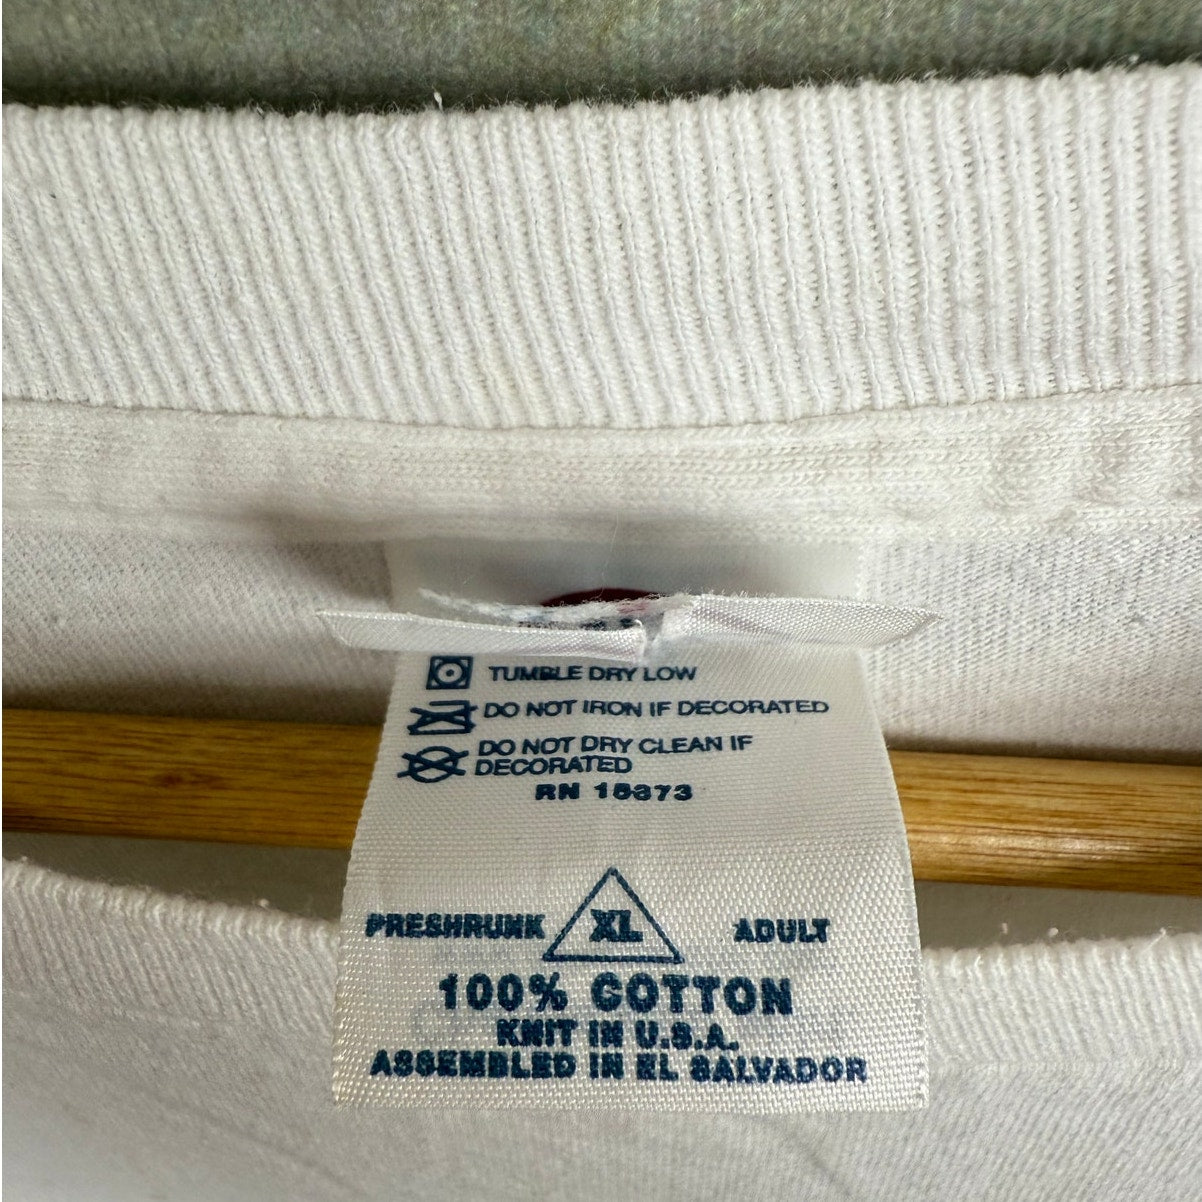 TUMBLE DRY LOW
DO NOT IRON IF DECORATED
DO NOT DRY CLEAN IF
DECORATED
RN 15373
PRESHRUNK XL ADULT
100% COTTON
KNIT IN U.S.A.
ASSEMBLED IN EL SALVADOR